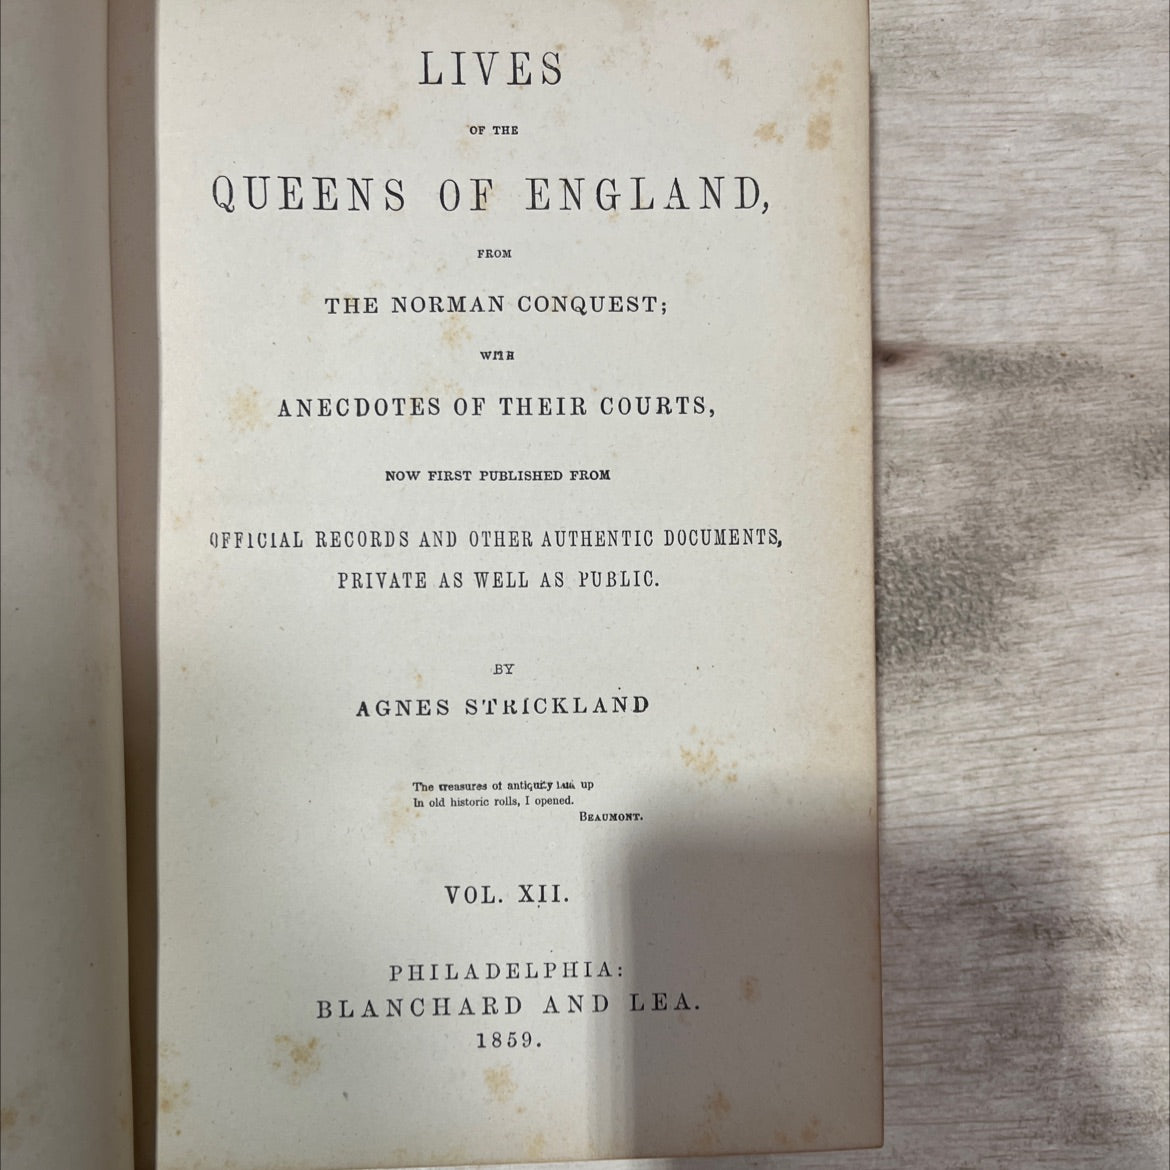 LIVES
OF THE
QUEENS OF ENGLAND,
FROM
THE NORMAN CONQUEST;
WITH
ANECDOTES OF THEIR COURTS,
NOW FIRST PUBLISHED FROM
OFFICIAL RECORDS AND OTHER AUTHENTIC DOCUMENTS,
PRIVATE AS WELL AS PUBLIC.
BY
AGNES STRICKLAND
The treasures of antiquity laid up
In old historic rolls, I opened.
BEAUMONT.
VOL. XII.
PHILADELPHIA:
BLANCHARD AND LEA.
1859.